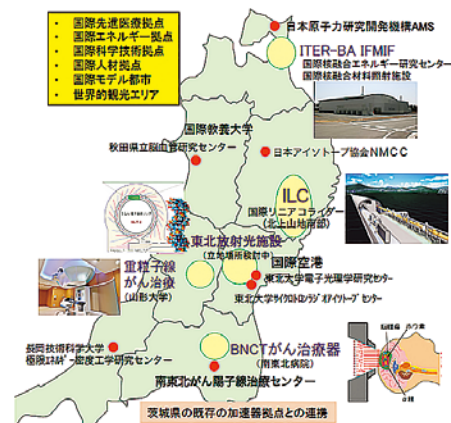 ・ 国際先進医療拠点
・ 国際エネルギー拠点
・ 国際科学技術拠点
・ 国際人材拠点
・ 国際モデル都市
・ 世界的観光エリア
日本原子力研究開発機構AMS
ITER-BA IFMIF
国際核融合エネルギー研究センター
国際核融合材料照射施設
国際教養大学
秋田県立脳血管研究センター
日本アイソトープ協会NMCC
ILC
国際リニアコライダー
(北上山地南部)
東北放射光施設
(立地場所検討中)
重粒子線
がん治療
(山形大学)
国際空港
東北大学電子光理学研究センター
東北大学サイクロトロンラジオアイソトープセンター
長岡技術科学大学
極限エネルギー密度工学研究センター
BNCTがん治療器
(南東北病院)
南東北がん陽子線治療センター
茨城県の既存の加速器拠点との連携